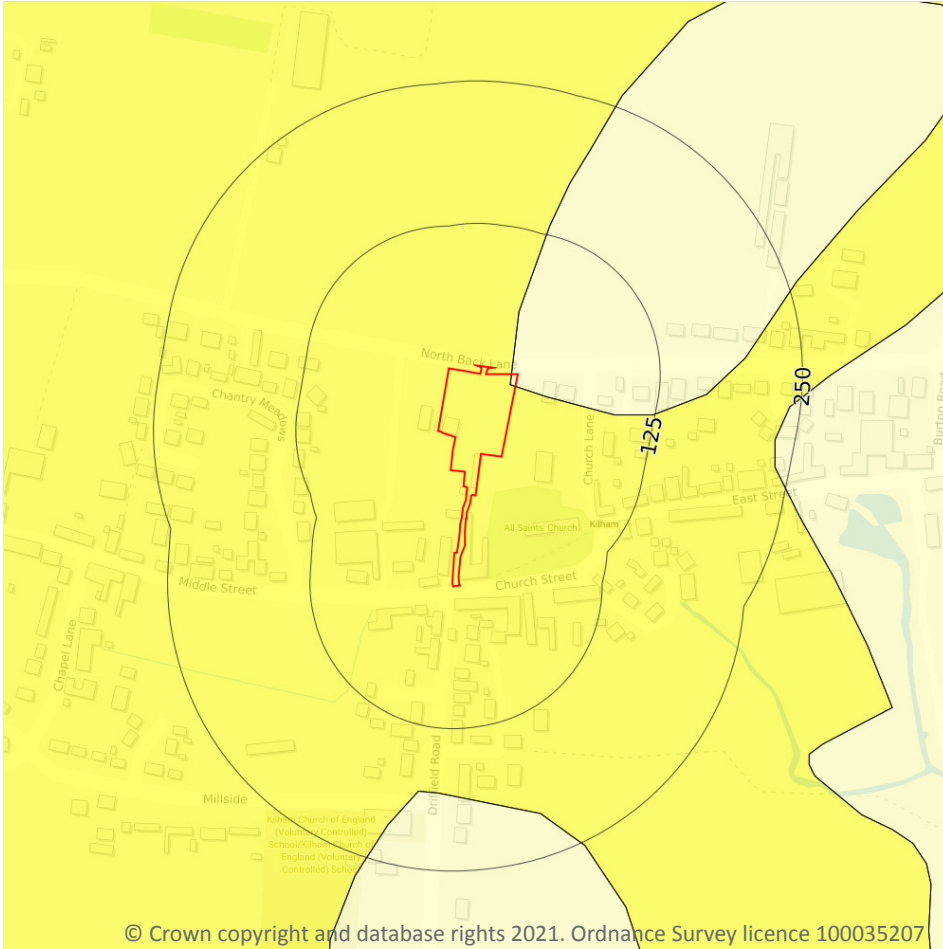 North Back Lane
Chantry Meadows
250
125
Church Lane
Burton Road
East Street
All Saints' Church
Kilham
Church Street
Middle Street
Chapel Lane
Driffield Road
Millside
Kilham Church of England
(Voluntary Controlled)
School/Kilham Church of
England (Voluntary
Controlled) School
© Crown copyright and database rights 2021. Ordnance Survey licence 100035207.